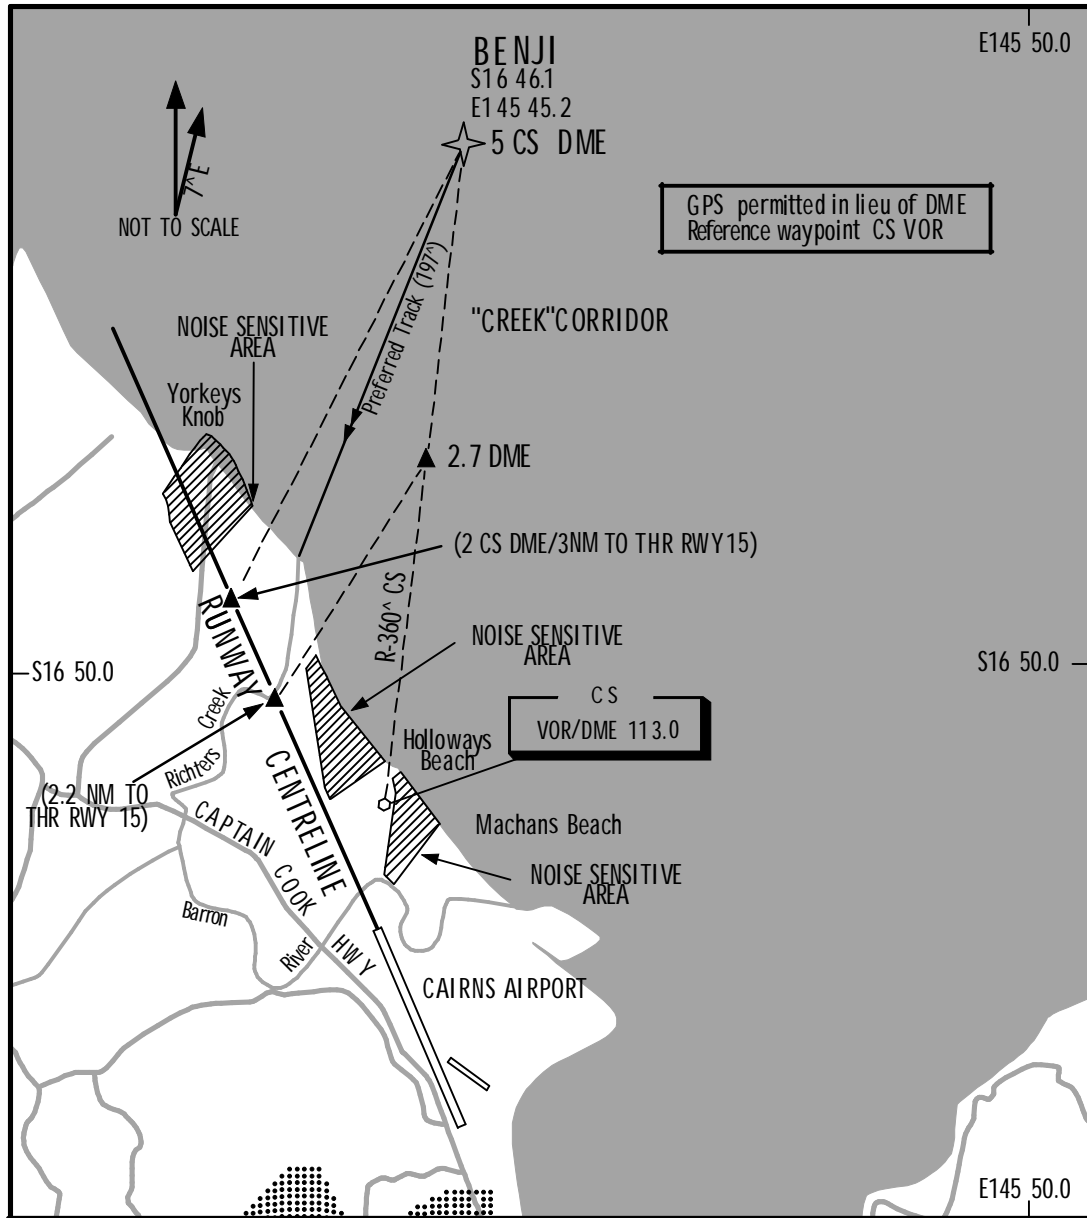 E145 50.0
BENJI
S16 46.1
E145 45.2
5 CS DME
7^E
NOT TO SCALE
GPS permitted in lieu of DME
Reference waypoint CS VOR
Preferred Track (197^)
"CREEK"CORRIDOR
NOISE SENSITIVE
AREA
Yorkeys
Knob
2.7 DME
(2 CS DME/3NM TO THR RWY15)
RUNWAY
R-360^ CS
NOISE SENSITIVE
AREA
S16 50.0
S16 50.0
CS
VOR/DME 113.0
Richters
Creek
Holloways
Beach
(2.2 NM TO
THR RWY 15)
CENTRELINE
CAPTAIN COOK HWY
Machans Beach
NOISE SENSITIVE
AREA
Barron
River
CAIRNS AIRPORT
E145 50.0